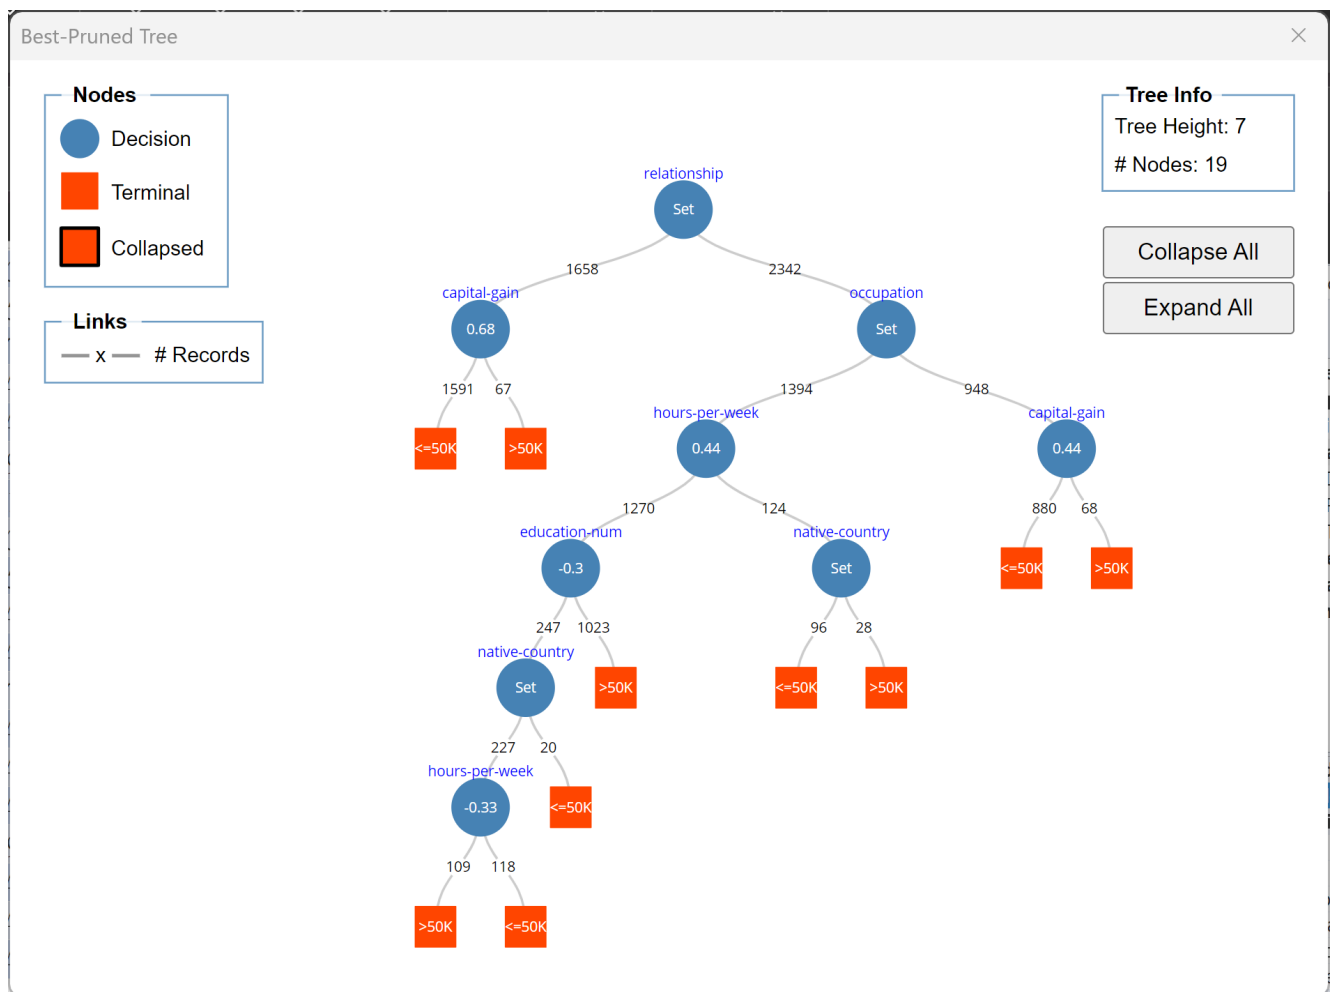 Best-Pruned Tree
Nodes
Decision
Terminal
Collapsed
Links
x
# Records
Tree Info
Tree Height: 7
# Nodes: 19
Collapse All
Expand All
relationship
Set
1658
2342
capital-gain
occupation
0.68
Set
1591
67
1394
948
hours-per-week
capital-gain
<=50K
>50K
0.44
0.44
1270
124
880
68
education-num
native-country
-0.3
Set
<=50K
>50K
247
1023
96
28
native-country
Set
>50K
<=50K
>50K
227
20
hours-per-week
-0.33
<=50K
109
118
>50K
<=50K